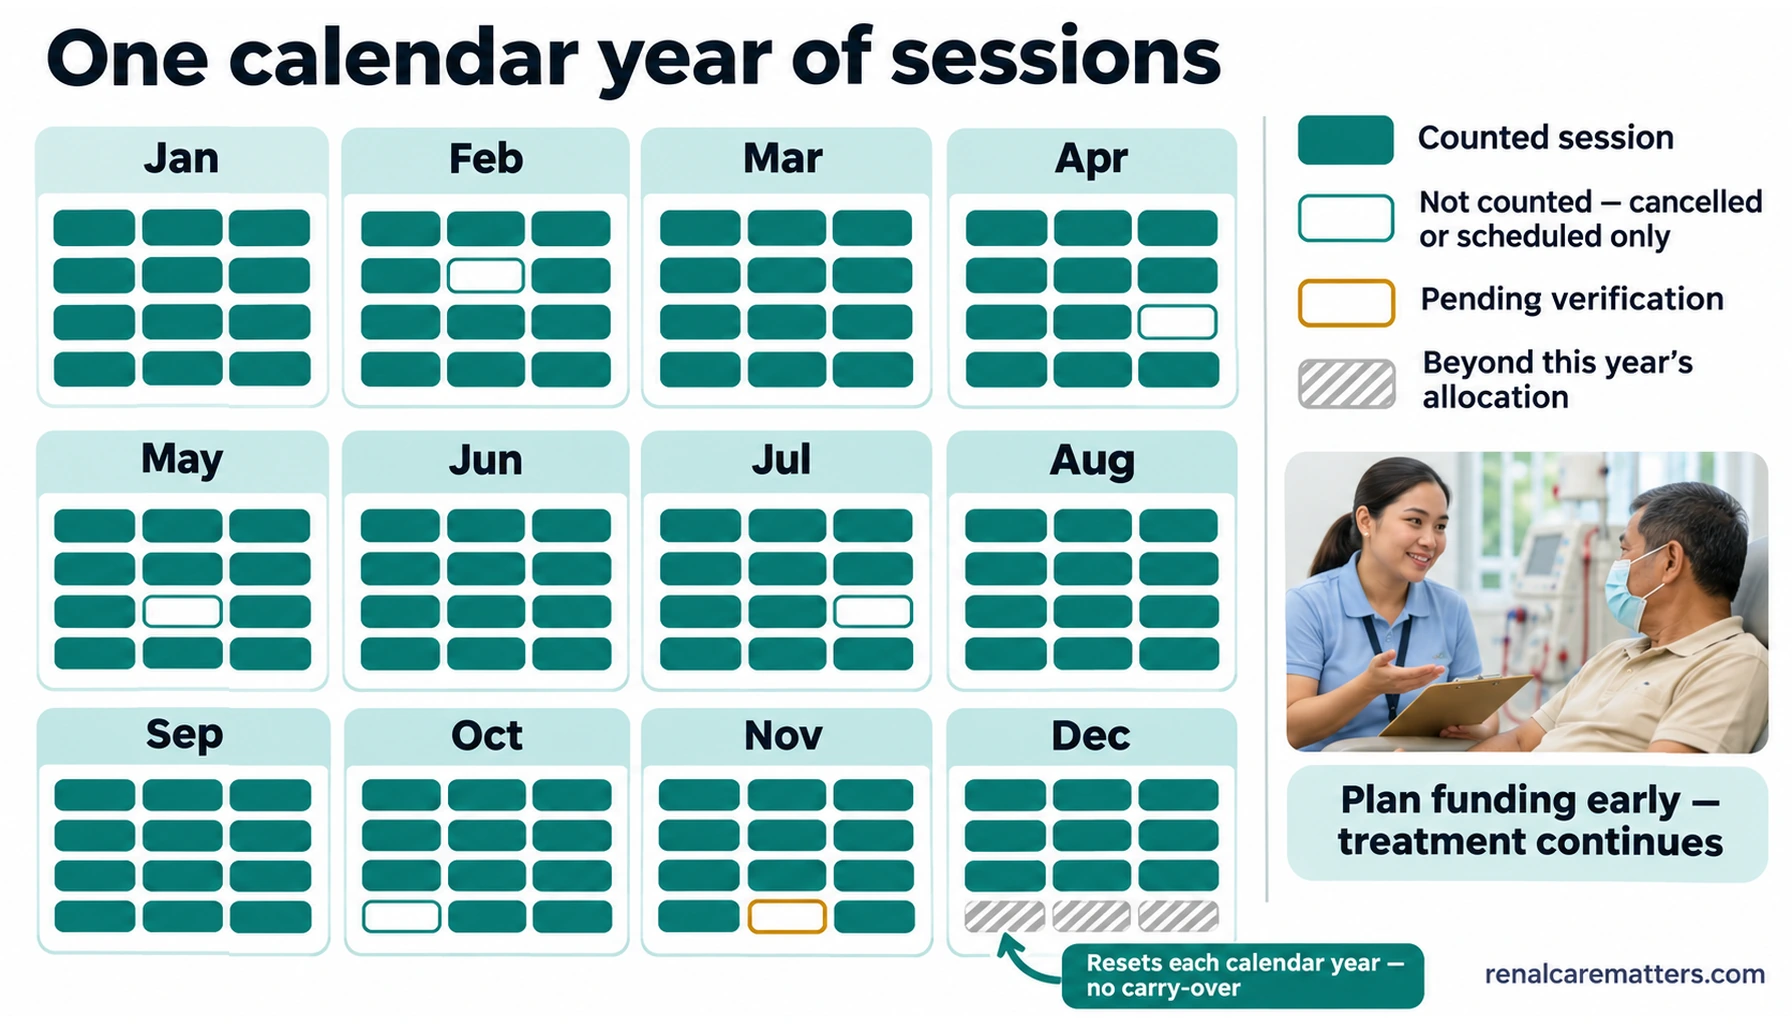 One calendar year of sessions
Jan
Feb
Mar
Apr
May
Jun
Jul
Aug
Sep
Oct
Nov
Dec
Resets each calendar year —
no carry-over
Counted session
Not counted — cancelled
or scheduled only
Pending verification
Beyond this year’s
allocation
Plan funding early —
treatment continues
renalcarematters.com